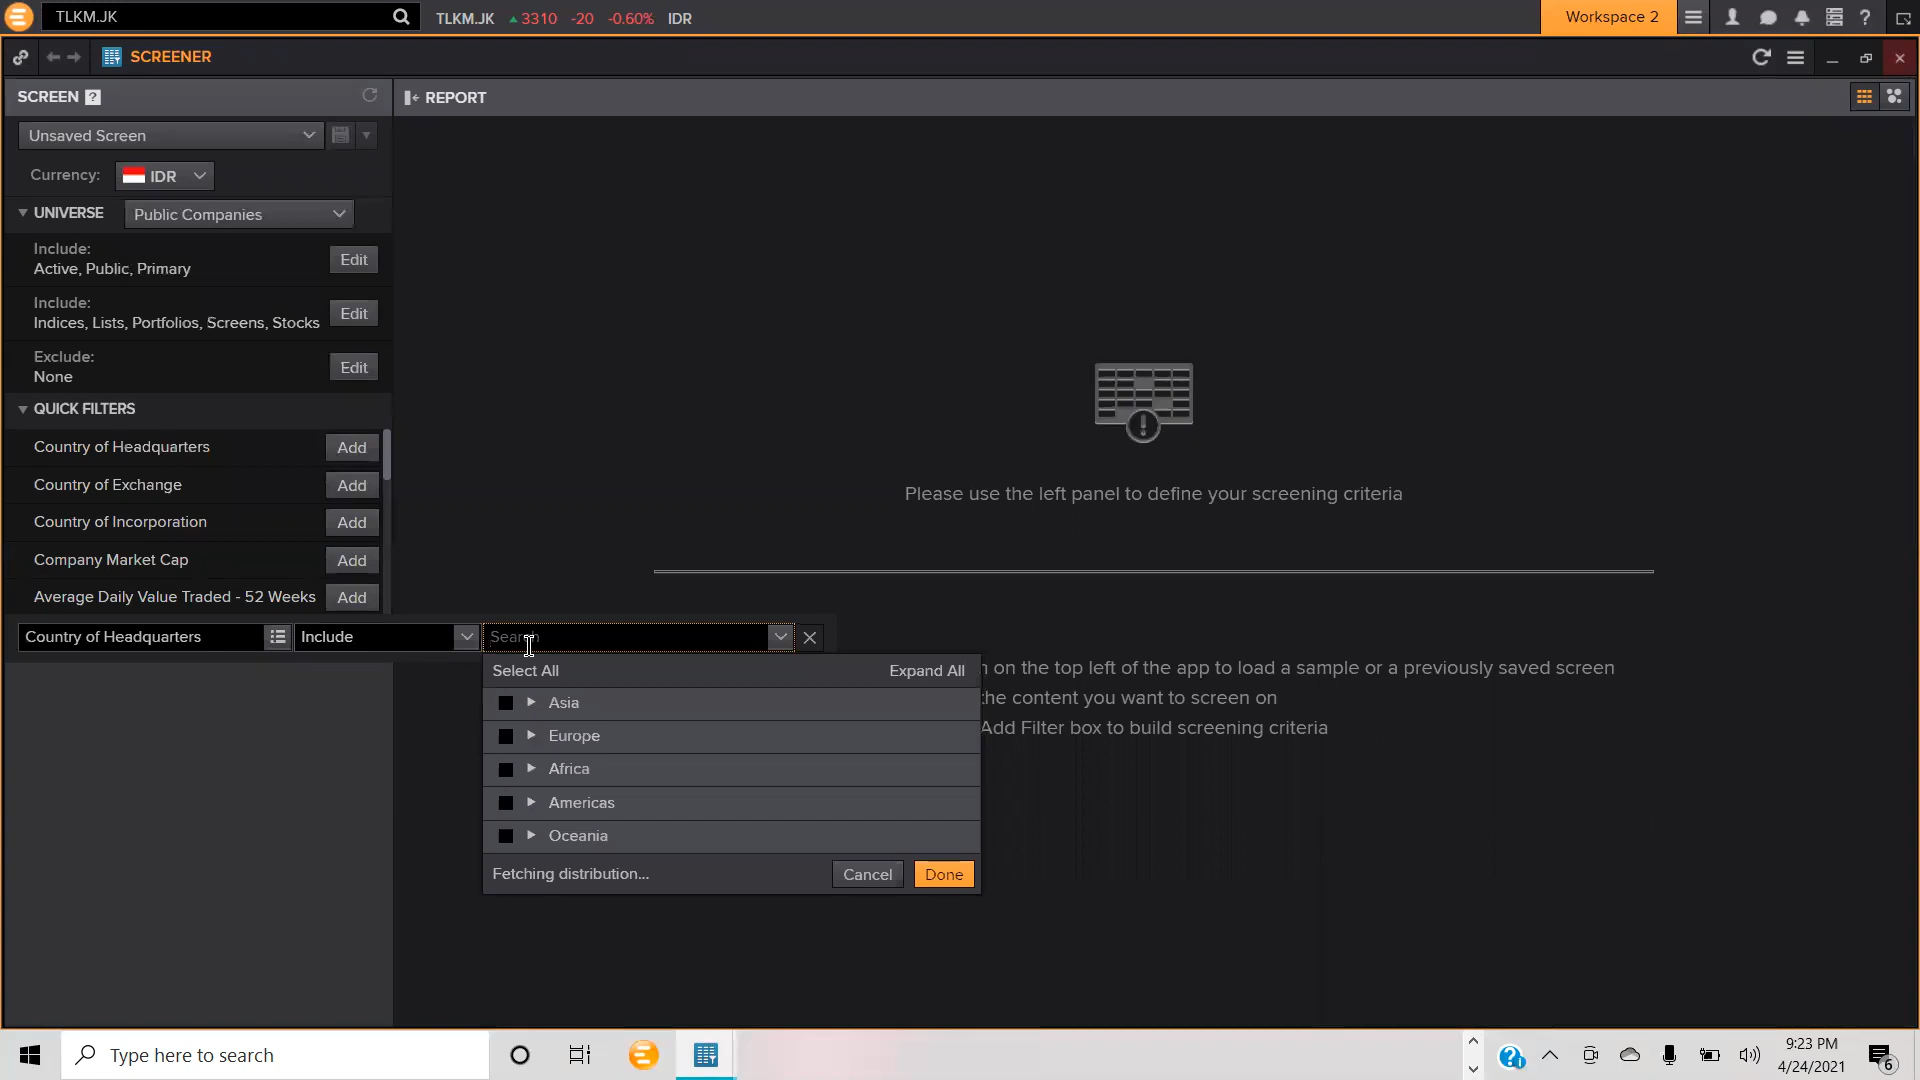 TLKM.JK
TLKM.JK 3310 -20 -0.60% IDR
Workspace 2
?
SCREENER
SCREEN ?
REPORT
Unsaved Screen
Currency: IDR
UNIVERSE Public Companies
Include:
Active, Public, Primary
Edit
Include:
Indices, Lists, Portfolios, Screens, Stocks
Edit
Exclude:
None
Edit
QUICK FILTERS
Country of Headquarters Add
Country of Exchange Add
Country of Incorporation Add
Company Market Cap Add
Average Daily Value Traded - 52 Weeks Add
Please use the left panel to define your screening criteria
Country of Headquarters Include Search
Select All Expand All
Asia
Europe
Africa
Americas
Oceania
Fetching distribution... Cancel Done
on the top left of the app to load a sample or a previously saved screen
the content you want to screen on
Add Filter box to build screening criteria
Type here to search
9:23 PM
4/24/2021
6